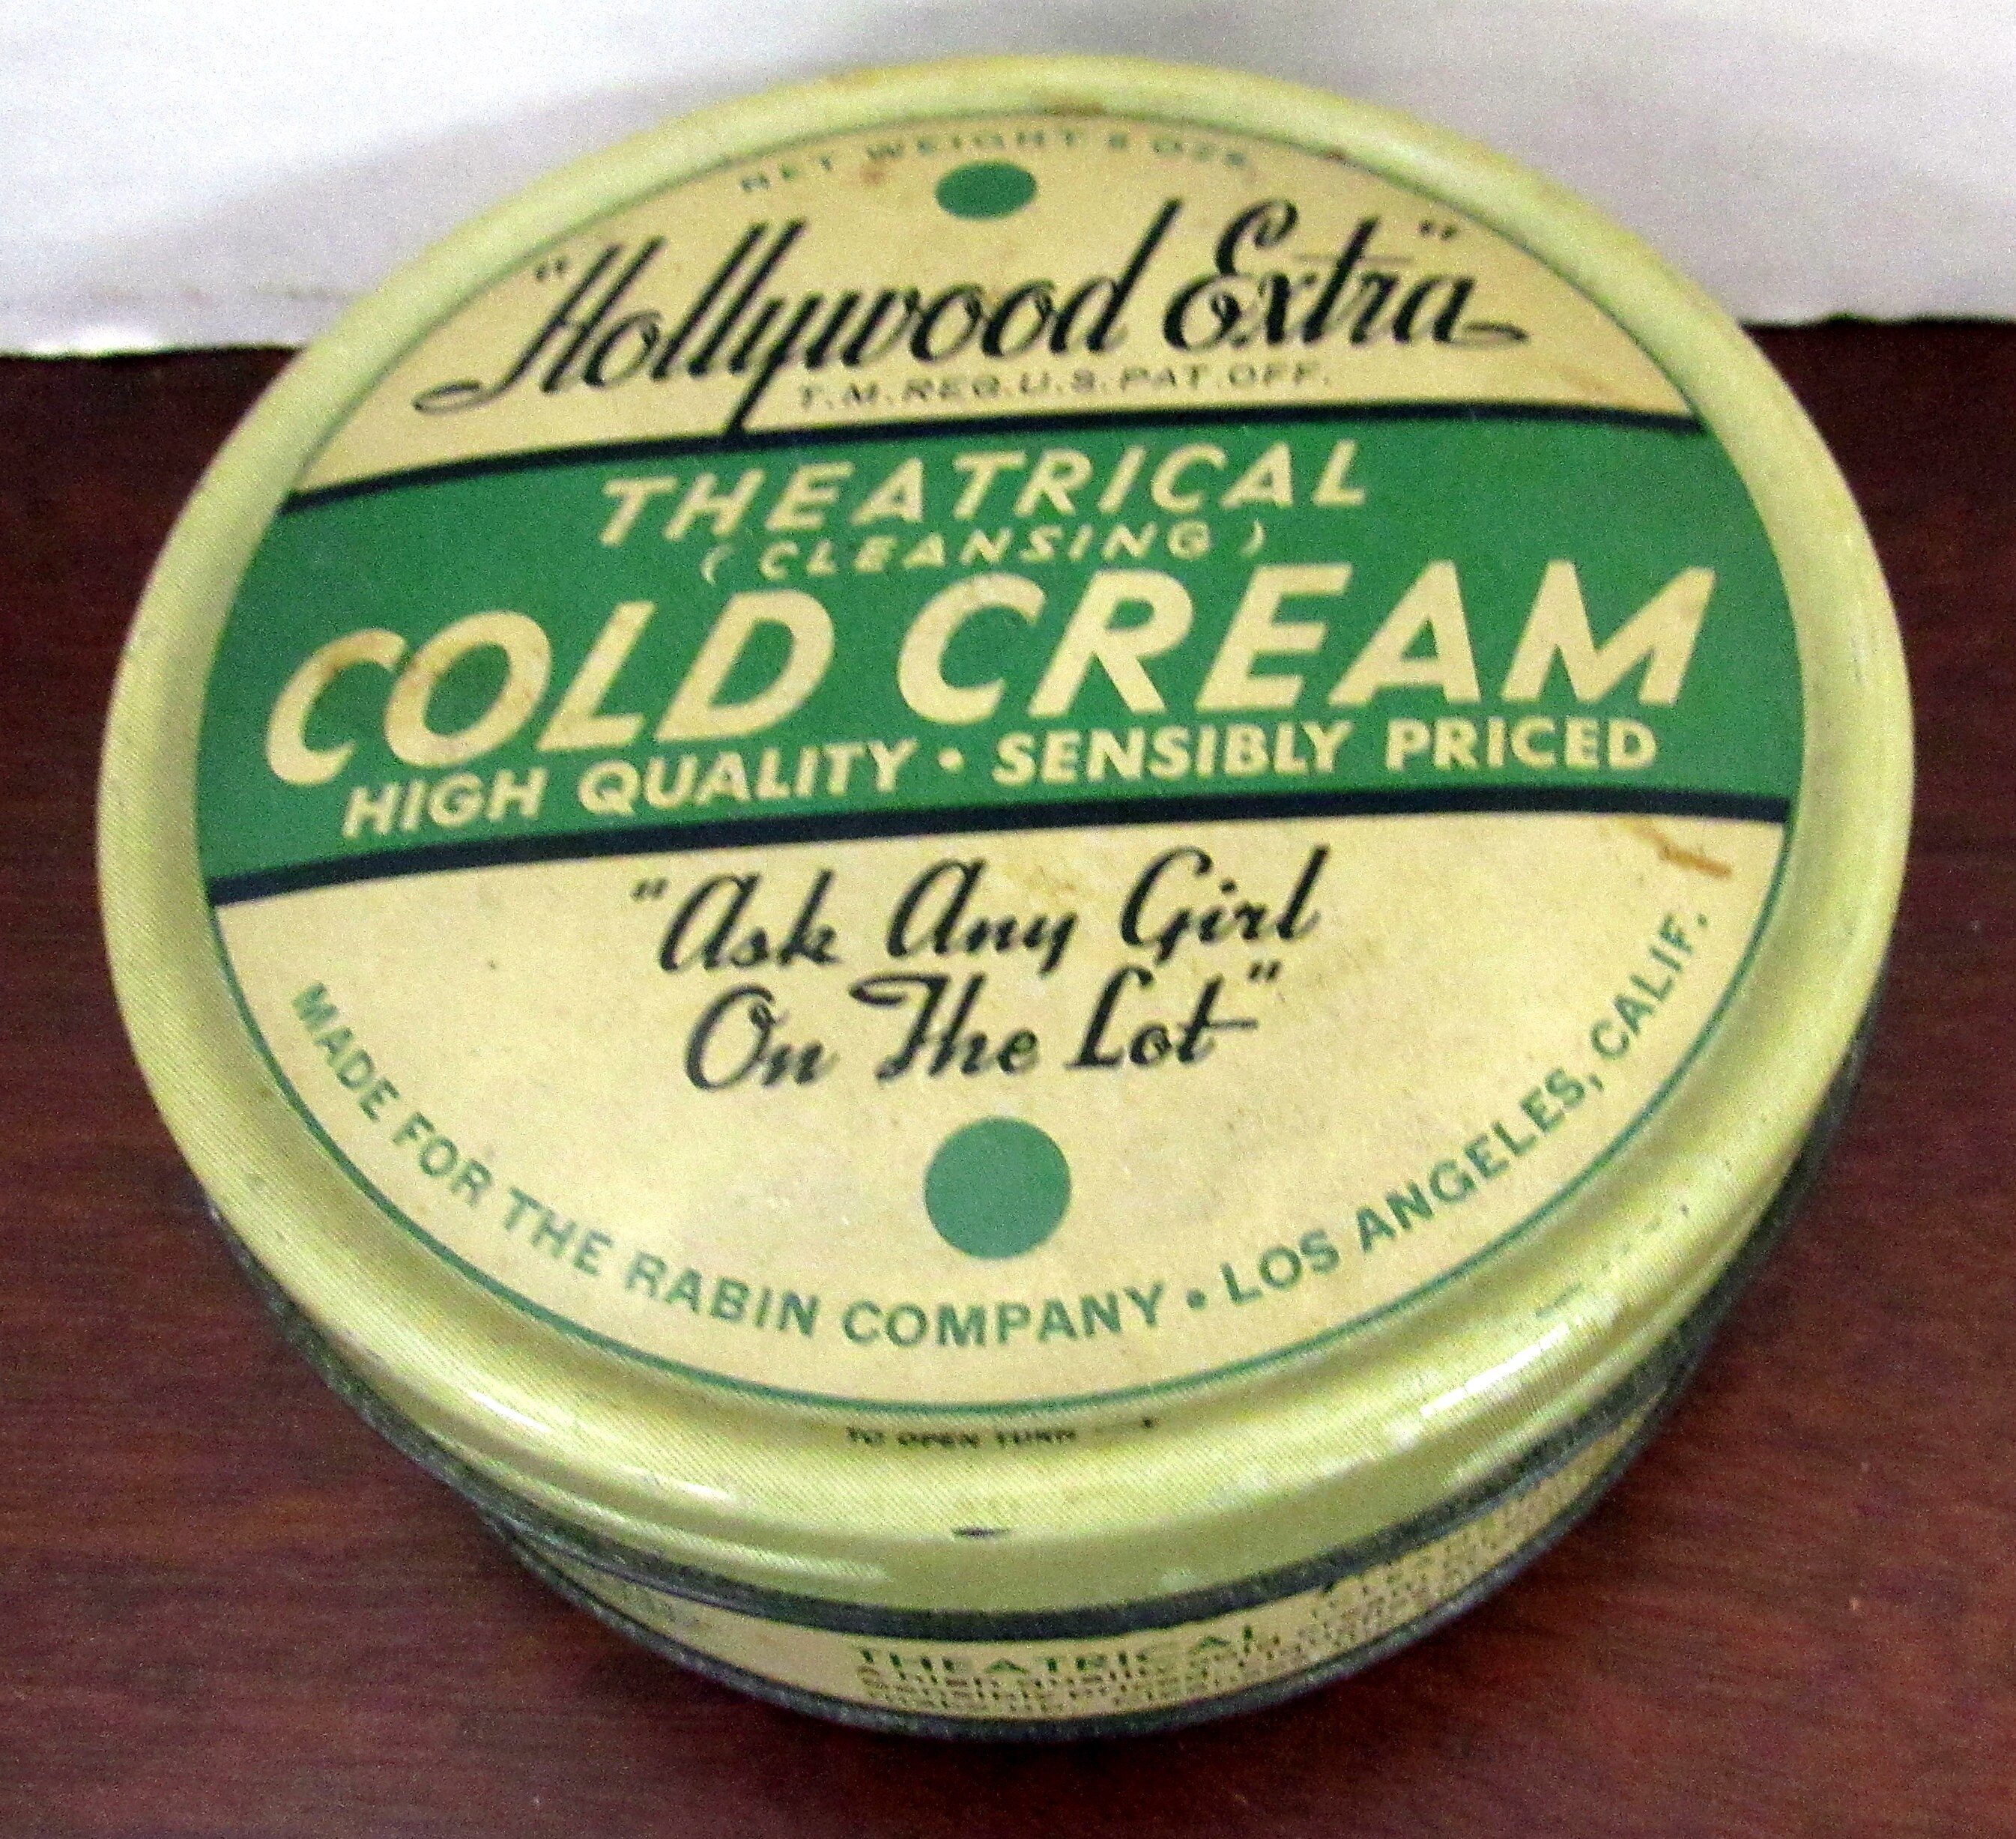 NET WEIGHT 8 OZS.
"Hollywood Extra"
T.M.REG.U.S.PAT.OFF.
THEATRICAL
(CLEANSING)
COLD CREAM
HIGH QUALITY • SENSIBLY PRICED
"Ask Any Girl
On The Lot"
MADE FOR THE RABIN COMPANY • LOS ANGELES, CALIF.
TO OPEN TURN
THEATRICAL